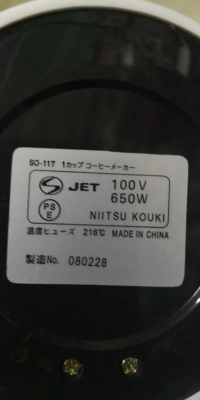 SO-117 1カップコーヒーメーカー
S JET 100V
PS E 650W
NIITSU KOUKI
温度ヒューズ 216℃ MADE IN CHINA
製造No. 080228